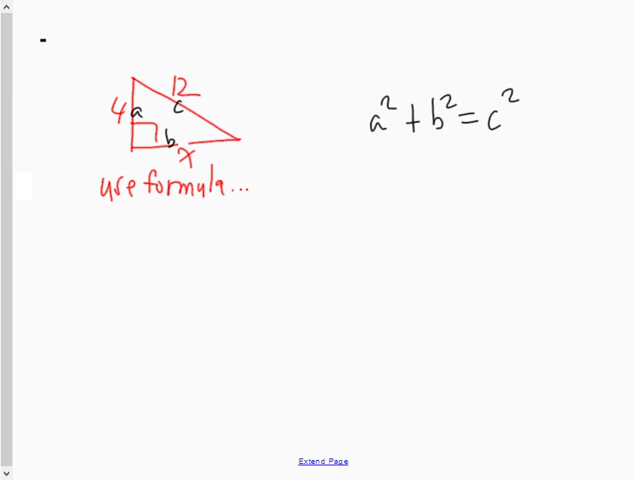 -
12
4 a c
b
x
a² + b² = c²
use formula...
Extend Page